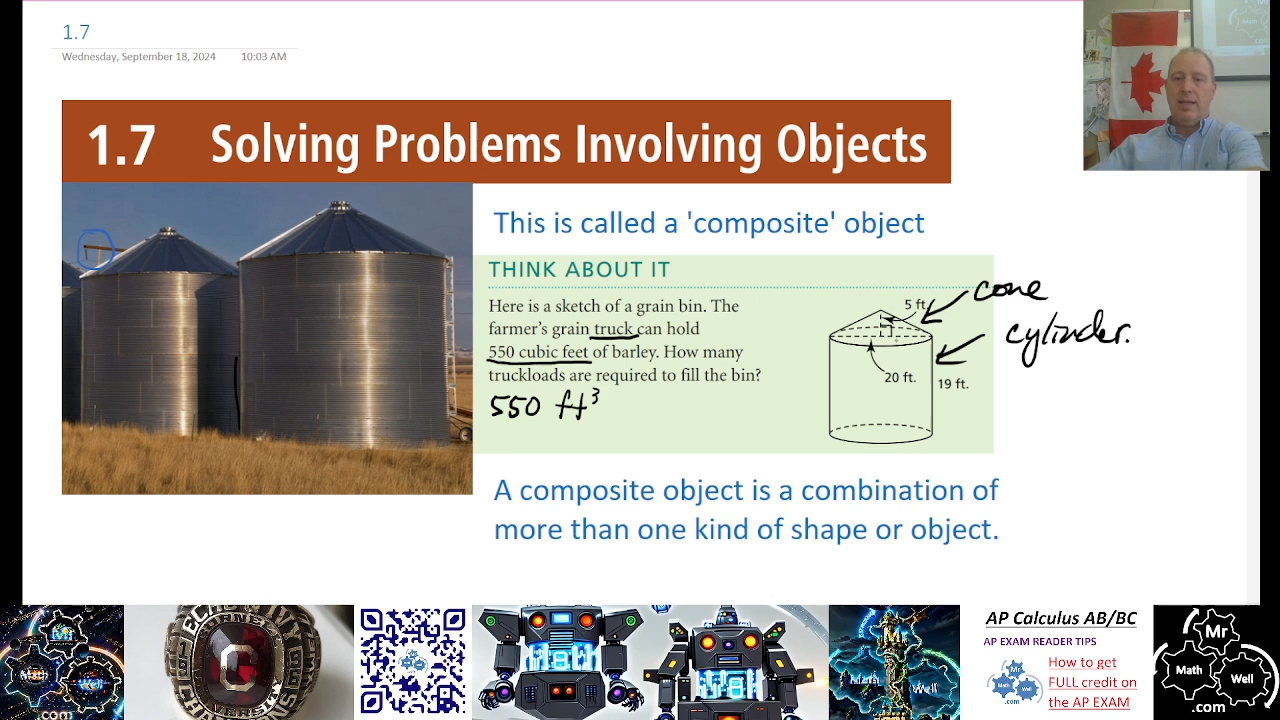 1.7
Wednesday, September 18, 2024 10:03 AM
1.7 Solving Problems Involving Objects
This is called a 'composite' object
THINK ABOUT IT
Here is a sketch of a grain bin. The
farmer's grain truck can hold
550 cubic feet of barley. How many
truckloads are required to fill the bin?
550 ft³
5 ft.
cone
cylinder.
20 ft.
19 ft.
A composite object is a combination of
more than one kind of shape or object.
AP Calculus AB/BC
AP EXAM READER TIPS
How to get
FULL credit on
the AP EXAM
Mr
Math
Well
.com
Mr
Math
Well
.com